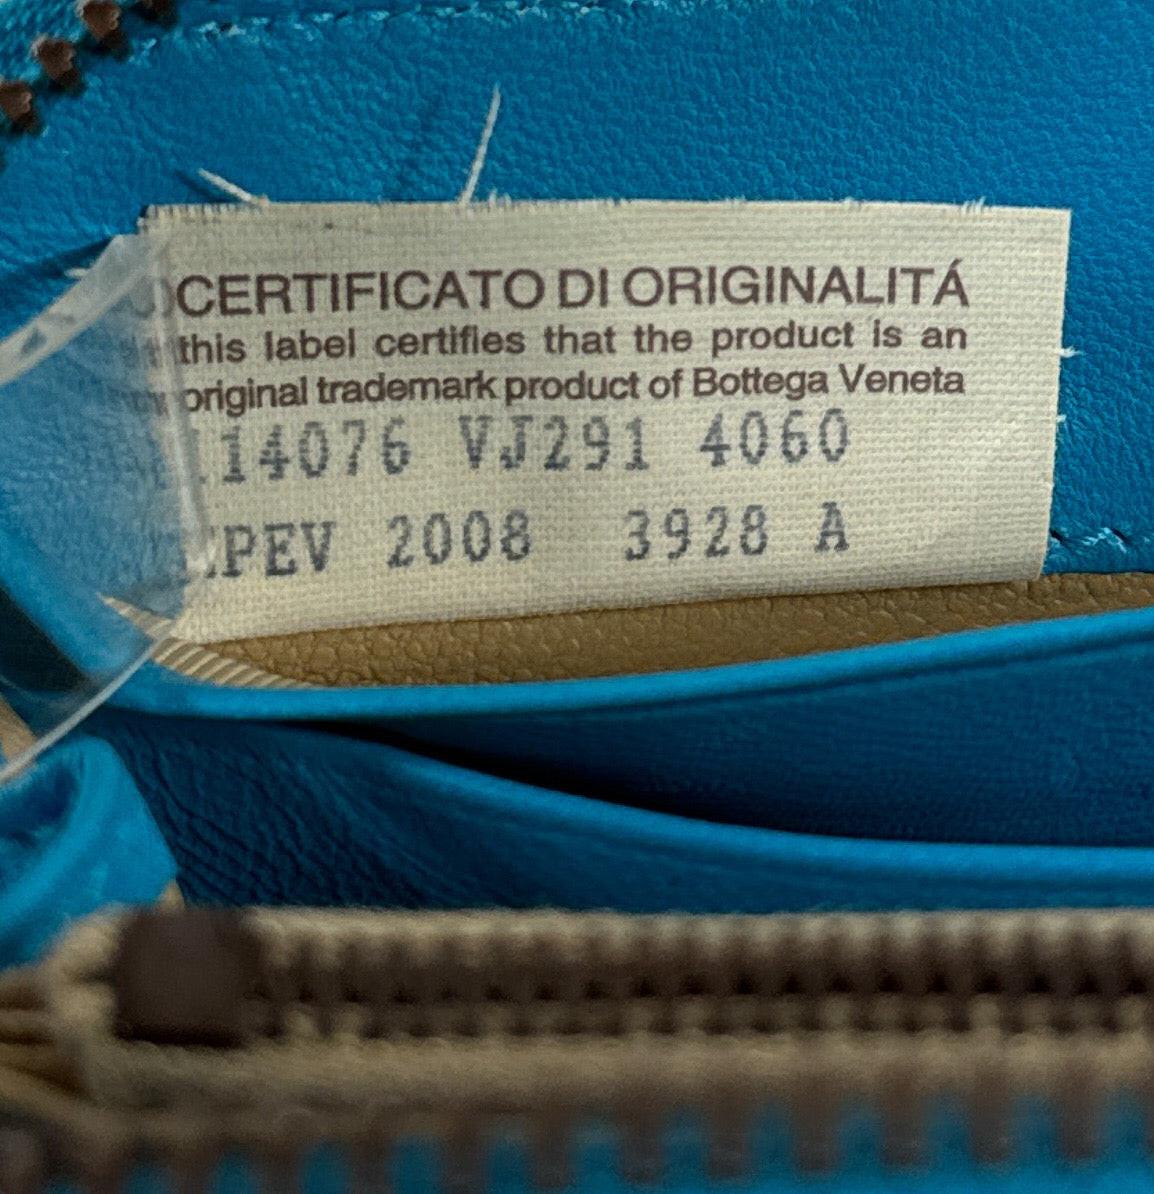 CERTIFICATO DI ORIGINALITÁ
this label certifies that the product is an
original trademark product of Bottega Veneta
114076 VJ291 4060
2008 3928 A